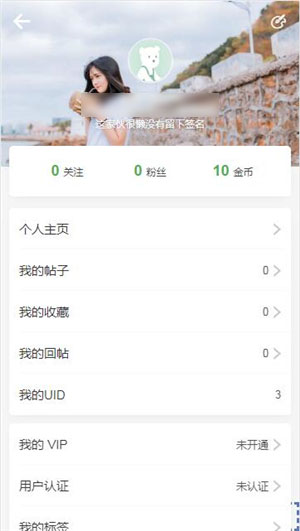 这家伙很懒没有留下签名
0 关注 0 粉丝 10 金币
个人主页
我的帖子 0
我的收藏 0
我的回帖 0
我的UID 3
我的 VIP 未开通
用户认证 未认证
我的标签